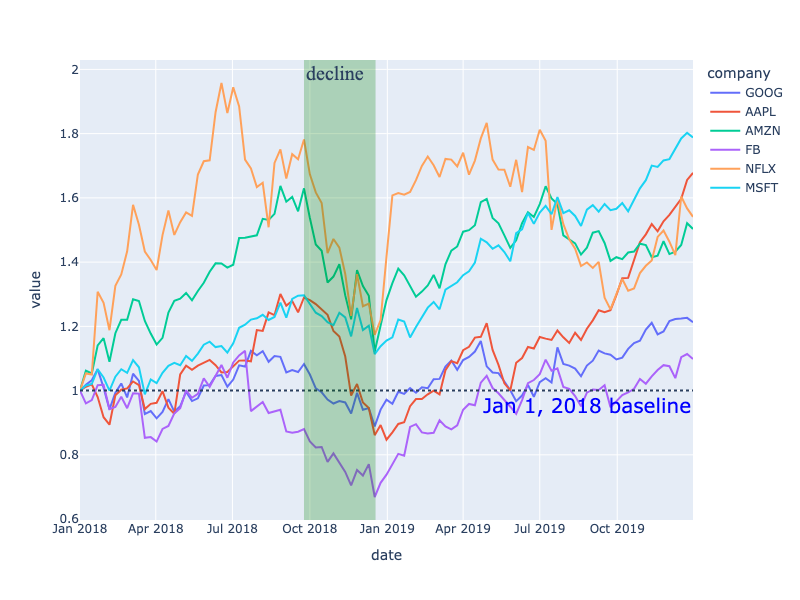 decline
company
GOOG
AAPL
AMZN
FB
NFLX
MSFT
2
1.8
1.6
1.4
1.2
1
0.8
0.6
value
Jan 1, 2018 baseline
Jan 2018 Apr 2018 Jul 2018 Oct 2018 Jan 2019 Apr 2019 Jul 2019 Oct 2019
date